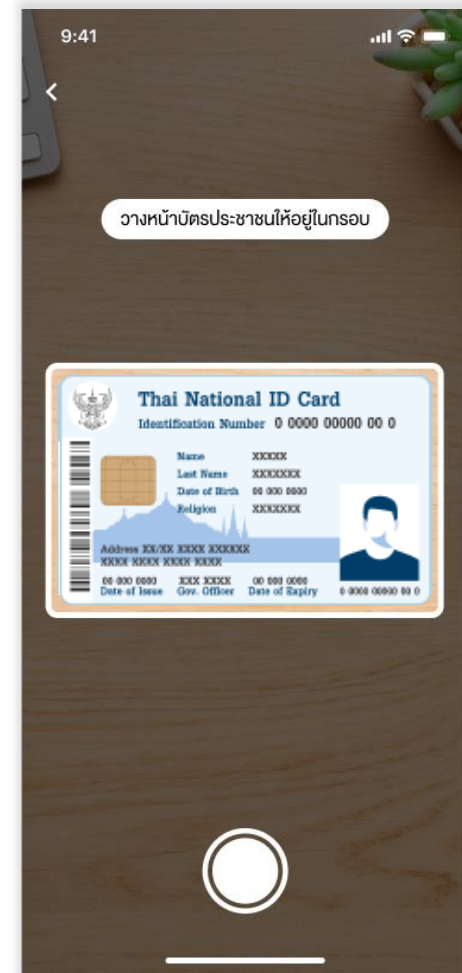 9:41
วางหน้าบัตรประชาชนให้อยู่ในกรอบ
Thai National ID Card
Identification Number 0 0000 00000 00 0
Name XXXXX
Last Name XXXXXXX
Date of Birth 00 000 0000
Religion XXXXXXX
Address XX/XX XXXX XXXXXX
XXXX XXXX XXXX XXXX
00 000 0000 XXX XXXX 00 000 0000
Date of Issue Gov. Officer Date of Expiry 0 0000 00000 00 0